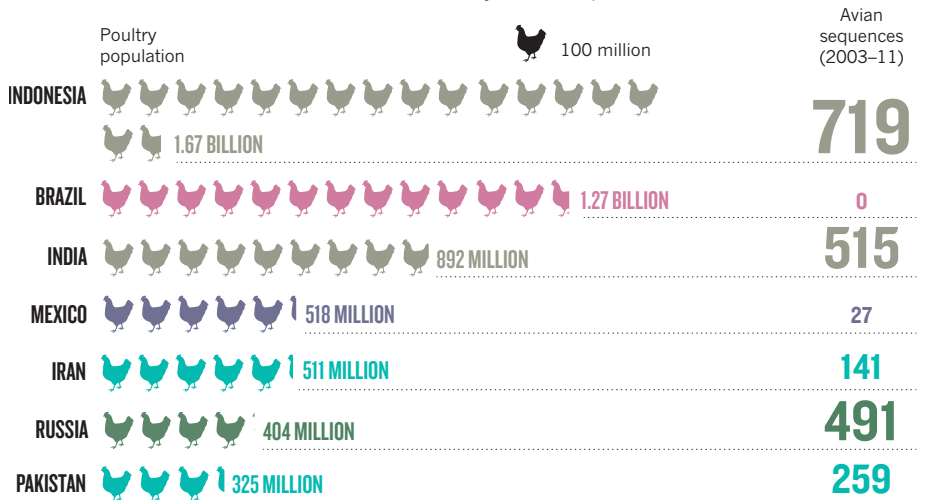 Poultry
population
100 million
Avian
sequences
(2003–11)
INDONESIA
1.67 BILLION
719
BRAZIL 1.27 BILLION 0
INDIA 892 MILLION 515
MEXICO 518 MILLION 27
IRAN 511 MILLION 141
RUSSIA 404 MILLION 491
PAKISTAN 325 MILLION 259